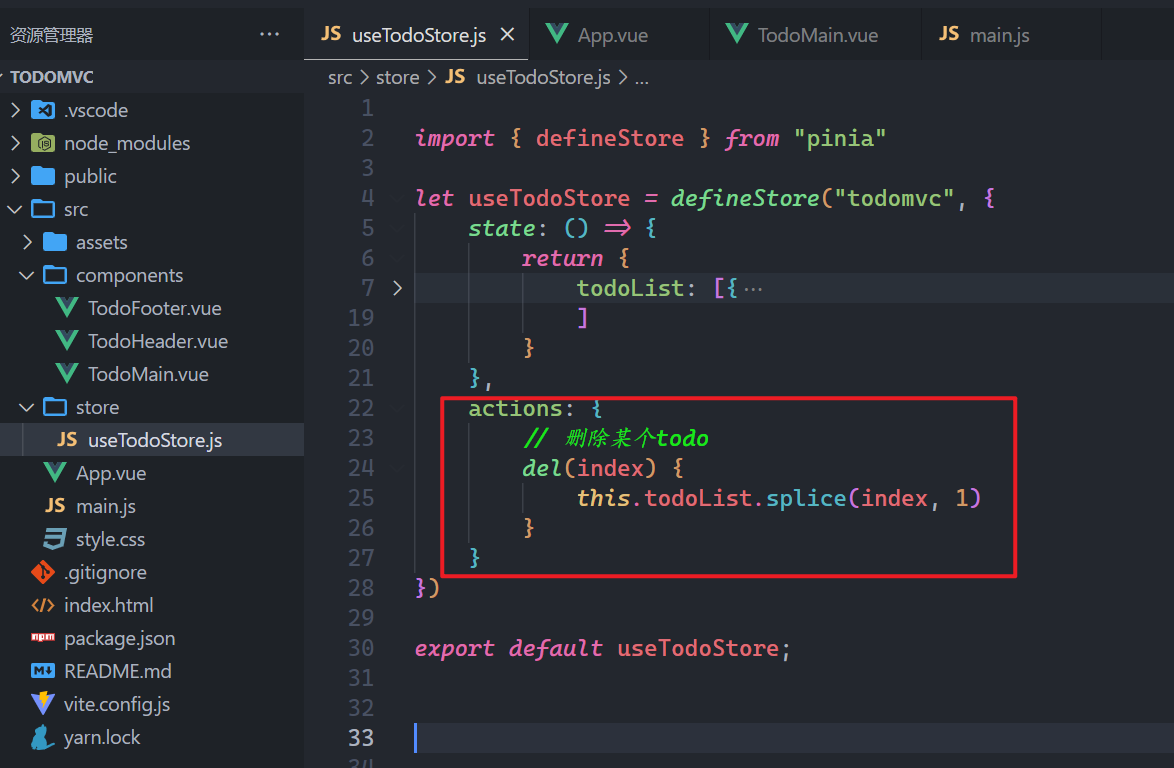 资源管理器 ···
TODOMVC
.vscode
node_modules
public
src
assets
components
TodoFooter.vue
TodoHeader.vue
TodoMain.vue
store
JS useTodoStore.js
App.vue
JS main.js
style.css
.gitignore
index.html
package.json
README.md
vite.config.js
yarn.lock
JS useTodoStore.js × App.vue TodoMain.vue JS main.js
src > store > JS useTodoStore.js > ...
1
2 import { defineStore } from "pinia"
3
4 let useTodoStore = defineStore("todomvc", {
5 state: () => {
6 return {
7 todoList: [{···
19 ]
20 }
21 },
22 actions: {
23 // 删除某个todo
24 del(index) {
25 this.todoList.splice(index, 1)
26 }
27 }
28 })
29
30 export default useTodoStore;
31
32
33
34